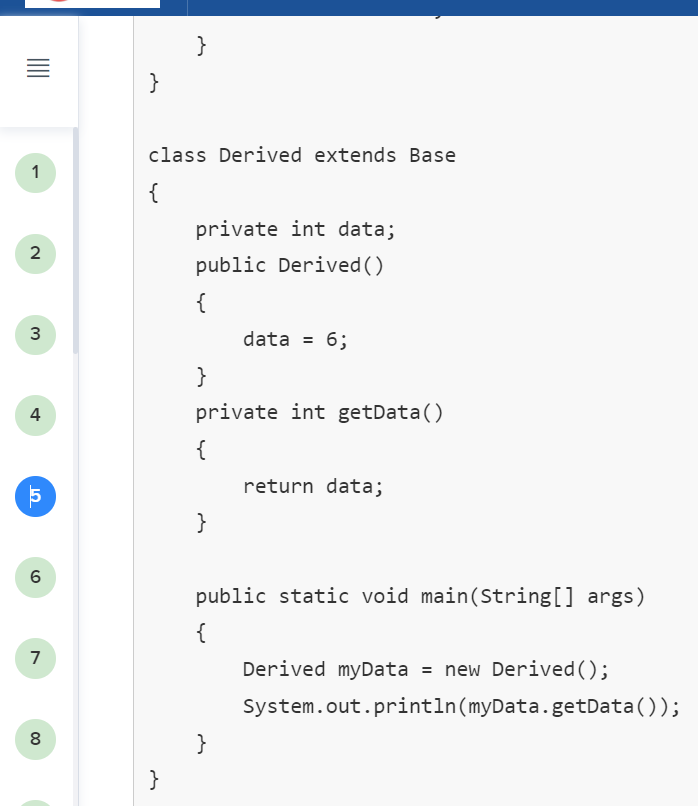 }
}
class Derived extends Base
{
    private int data;
    public Derived()
    {
        data = 6;
    }
    private int getData()
    {
        return data;
    }
    public static void main(String[] args)
    {
        Derived myData = new Derived();
        System.out.println(myData.getData());
    }
}
1
2
3
4
5
6
7
8